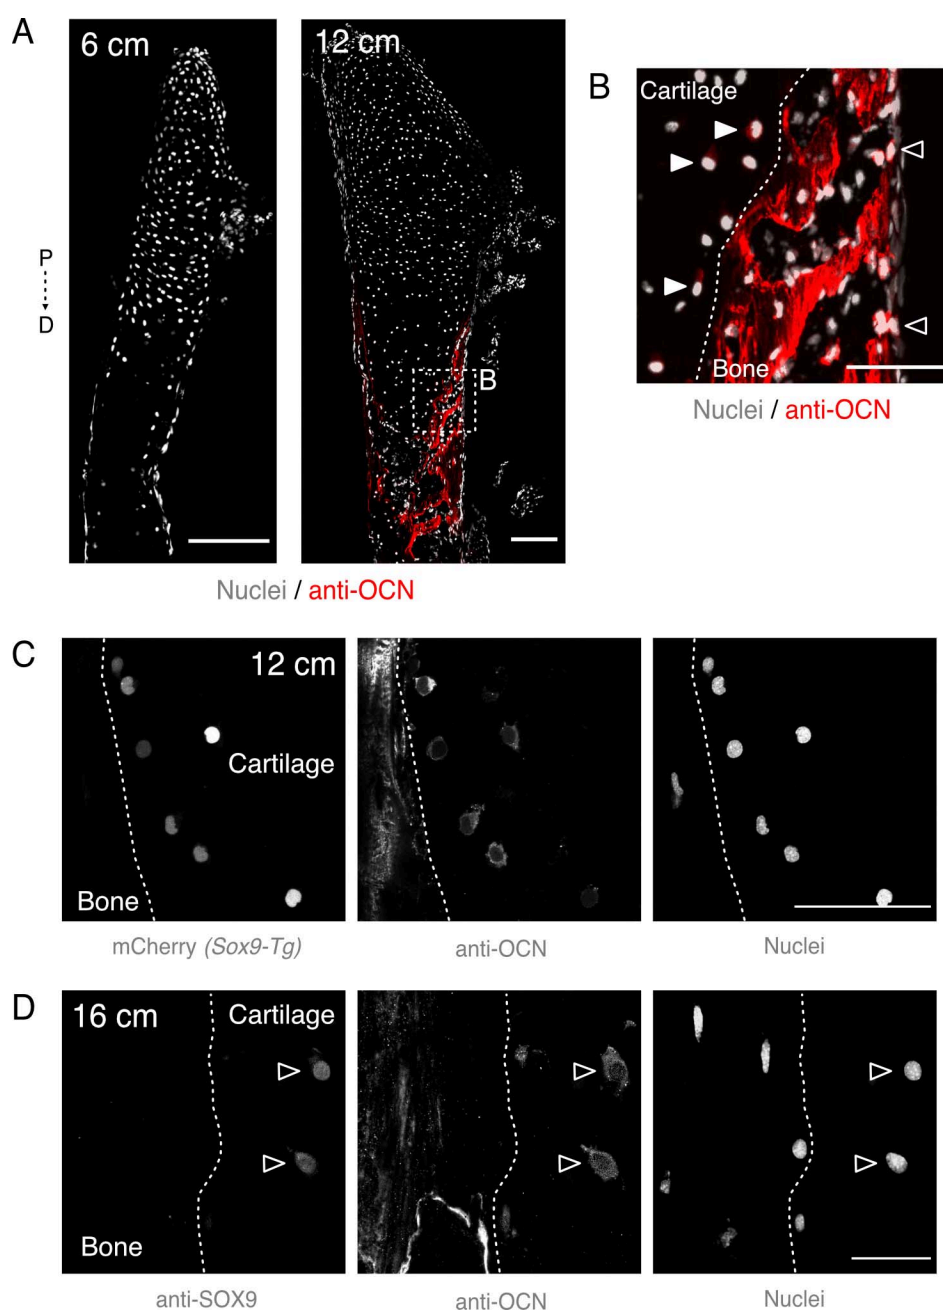 A
6 cm
12 cm
P
D
B
Nuclei / anti-OCN
B
Cartilage
Bone
Nuclei / anti-OCN
C
12 cm
Cartilage
Bone
mCherry (Sox9-Tg)
anti-OCN
Nuclei
D
16 cm
Cartilage
Bone
anti-SOX9
anti-OCN
Nuclei